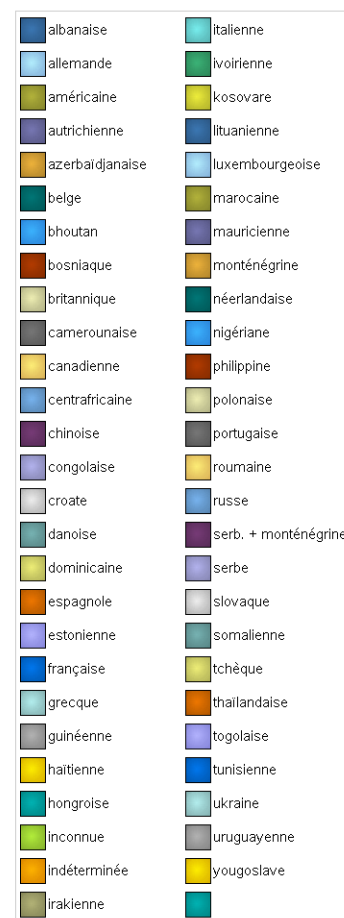 albanaise
allemande
américaine
autrichienne
azerbaïdjanaise
belge
bhoutan
bosniaque
britannique
camerounaise
canadienne
centrafricaine
chinoise
congolaise
croate
danoise
dominicaine
espagnole
estonienne
française
grecque
guinéenne
haïtienne
hongroise
inconnue
indéterminée
irakienne
italienne
ivoirienne
kosovare
lituanienne
luxembourgeoise
marocaine
mauricienne
monténégrine
néerlandaise
nigériane
philippine
polonaise
portugaise
roumaine
russe
serb. + monténégrine
serbe
slovaque
somalienne
tchèque
thaïlandaise
togolaise
tunisienne
ukraine
uruguayenne
yougoslave